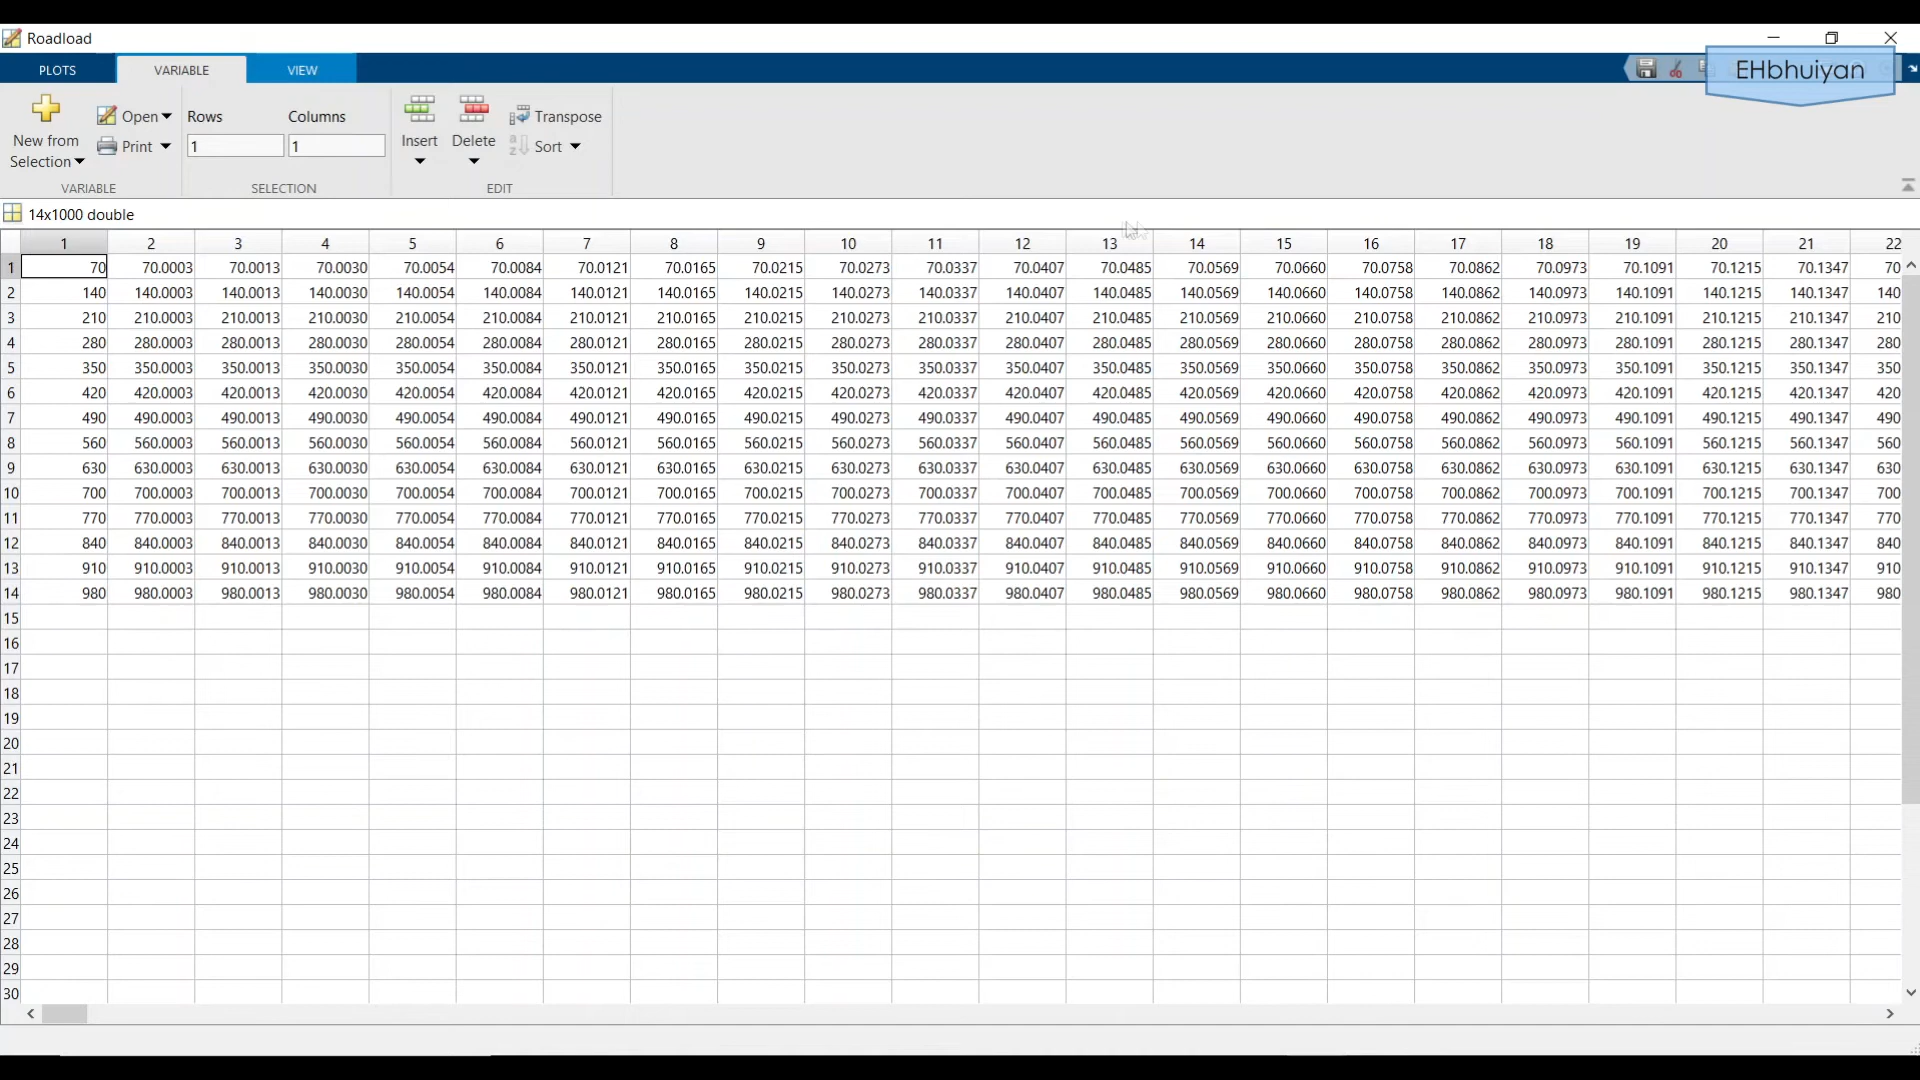 Roadload
PLOTS VARIABLE VIEW
EHbhuiyan
New from Selection Open Print Rows 1 Columns 1 Insert Delete Transpose Sort
VARIABLE SELECTION EDIT
14x1000 double
1 2 3 4 5 6 7 8 9 10 11 12 13 14 15 16 17 18 19 20 21 22
1 70 70.0003 70.0013 70.0030 70.0054 70.0084 70.0121 70.0165 70.0215 70.0273 70.0337 70.0407 70.0485 70.0569 70.0660 70.0758 70.0862 70.0973 70.1091 70.1215 70.1347 70
2 140 140.0003 140.0013 140.0030 140.0054 140.0084 140.0121 140.0165 140.0215 140.0273 140.0337 140.0407 140.0485 140.0569 140.0660 140.0758 140.0862 140.0973 140.1091 140.1215 140.1347 140
3 210 210.0003 210.0013 210.0030 210.0054 210.0084 210.0121 210.0165 210.0215 210.0273 210.0337 210.0407 210.0485 210.0569 210.0660 210.0758 210.0862 210.0973 210.1091 210.1215 210.1347 210
4 280 280.0003 280.0013 280.0030 280.0054 280.0084 280.0121 280.0165 280.0215 280.0273 280.0337 280.0407 280.0485 280.0569 280.0660 280.0758 280.0862 280.0973 280.1091 280.1215 280.1347 280
5 350 350.0003 350.0013 350.0030 350.0054 350.0084 350.0121 350.0165 350.0215 350.0273 350.0337 350.0407 350.0485 350.0569 350.0660 350.0758 350.0862 350.0973 350.1091 350.1215 350.1347 350
6 420 420.0003 420.0013 420.0030 420.0054 420.0084 420.0121 420.0165 420.0215 420.0273 420.0337 420.0407 420.0485 420.0569 420.0660 420.0758 420.0862 420.0973 420.1091 420.1215 420.1347 420
7 490 490.0003 490.0013 490.0030 490.0054 490.0084 490.0121 490.0165 490.0215 490.0273 490.0337 490.0407 490.0485 490.0569 490.0660 490.0758 490.0862 490.0973 490.1091 490.1215 490.1347 490
8 560 560.0003 560.0013 560.0030 560.0054 560.0084 560.0121 560.0165 560.0215 560.0273 560.0337 560.0407 560.0485 560.0569 560.0660 560.0758 560.0862 560.0973 560.1091 560.1215 560.1347 560
9 630 630.0003 630.0013 630.0030 630.0054 630.0084 630.0121 630.0165 630.0215 630.0273 630.0337 630.0407 630.0485 630.0569 630.0660 630.0758 630.0862 630.0973 630.1091 630.1215 630.1347 630
10 700 700.0003 700.0013 700.0030 700.0054 700.0084 700.0121 700.0165 700.0215 700.0273 700.0337 700.0407 700.0485 700.0569 700.0660 700.0758 700.0862 700.0973 700.1091 700.1215 700.1347 700
11 770 770.0003 770.0013 770.0030 770.0054 770.0084 770.0121 770.0165 770.0215 770.0273 770.0337 770.0407 770.0485 770.0569 770.0660 770.0758 770.0862 770.0973 770.1091 770.1215 770.1347 770
12 840 840.0003 840.0013 840.0030 840.0054 840.0084 840.0121 840.0165 840.0215 840.0273 840.0337 840.0407 840.0485 840.0569 840.0660 840.0758 840.0862 840.0973 840.1091 840.1215 840.1347 840
13 910 910.0003 910.0013 910.0030 910.0054 910.0084 910.0121 910.0165 910.0215 910.0273 910.0337 910.0407 910.0485 910.0569 910.0660 910.0758 910.0862 910.0973 910.1091 910.1215 910.1347 910
14 980 980.0003 980.0013 980.0030 980.0054 980.0084 980.0121 980.0165 980.0215 980.0273 980.0337 980.0407 980.0485 980.0569 980.0660 980.0758 980.0862 980.0973 980.1091 980.1215 980.1347 980
15
16
17
18
19
20
21
22
23
24
25
26
27
28
29
30